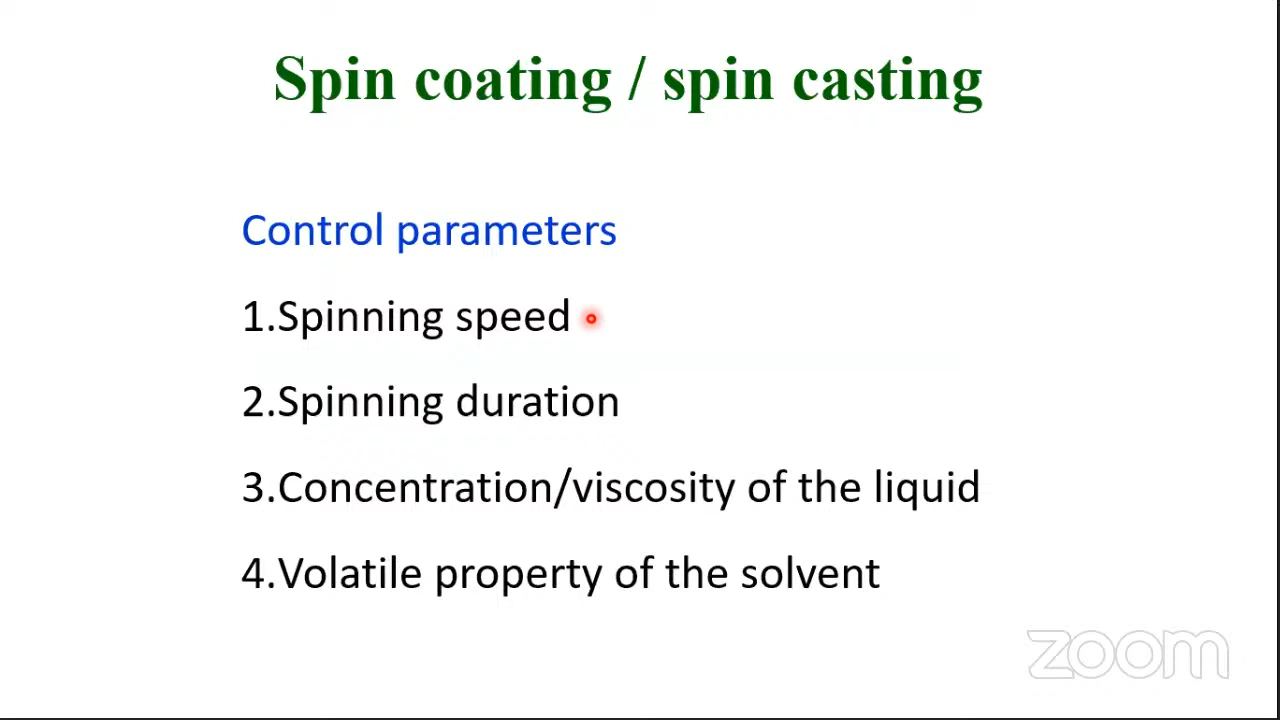 Spin coating / spin casting
Control parameters
1.Spinning speed
2.Spinning duration
3.Concentration/viscosity of the liquid
4.Volatile property of the solvent
zoom